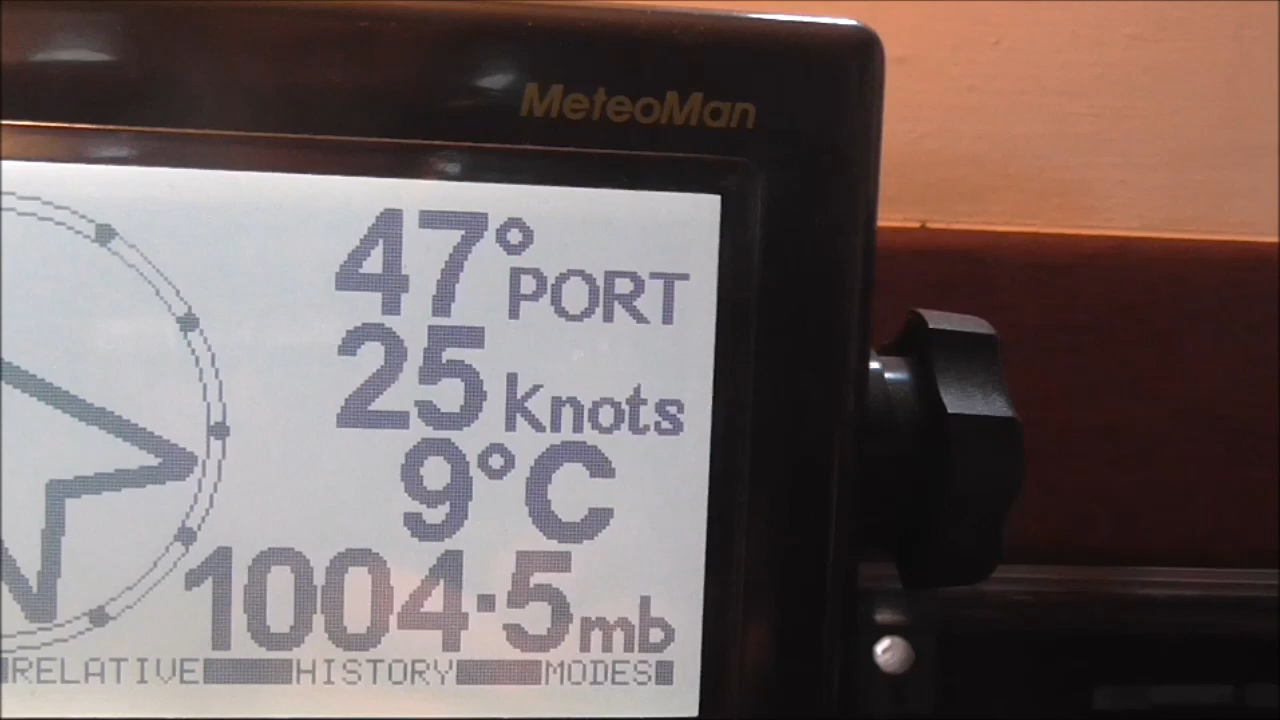 MeteoMan
47° PORT
25 Knots
9°C
1004.5mb
RELATIVE HISTORY MODES